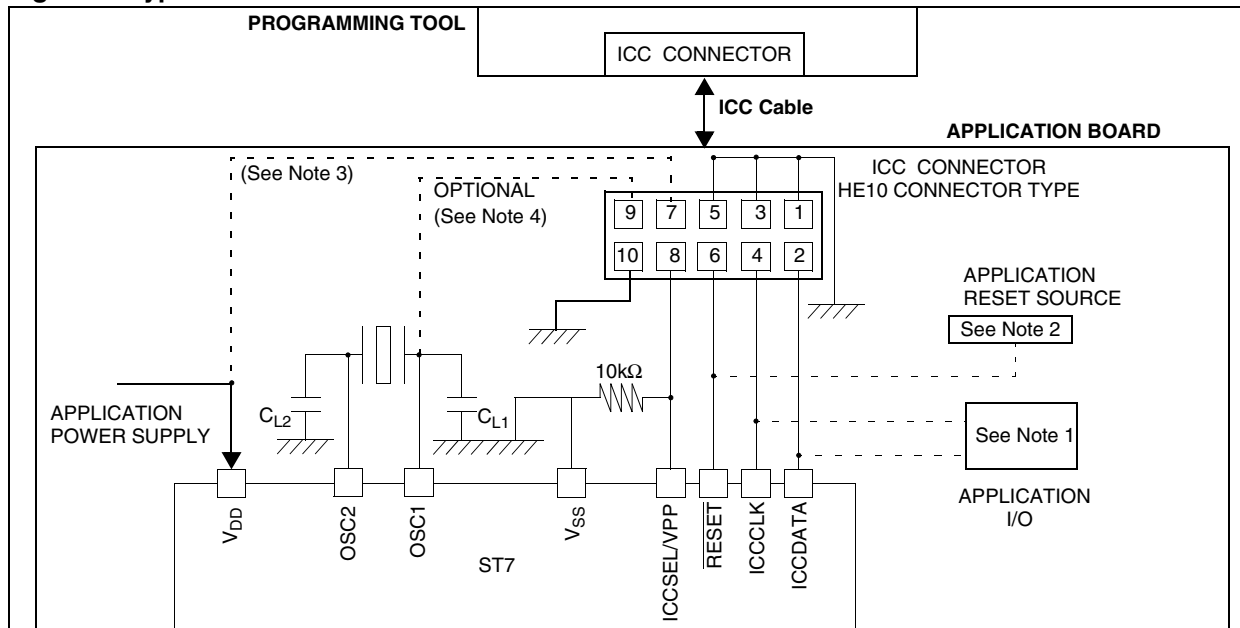 PROGRAMMING TOOL
ICC CONNECTOR
ICC Cable
APPLICATION BOARD
(See Note 3)
OPTIONAL
(See Note 4)
ICC CONNECTOR
HE10 CONNECTOR TYPE
9 7 5 3 1
10 8 6 4 2
APPLICATION
RESET SOURCE
See Note 2
10kΩ
APPLICATION
POWER SUPPLY
CL2
CL1
See Note 1
APPLICATION
I/O
VDD
OSC2
OSC1
VSS
ICCSEL/VPP
RESET
ICCCLK
ICCDATA
ST7